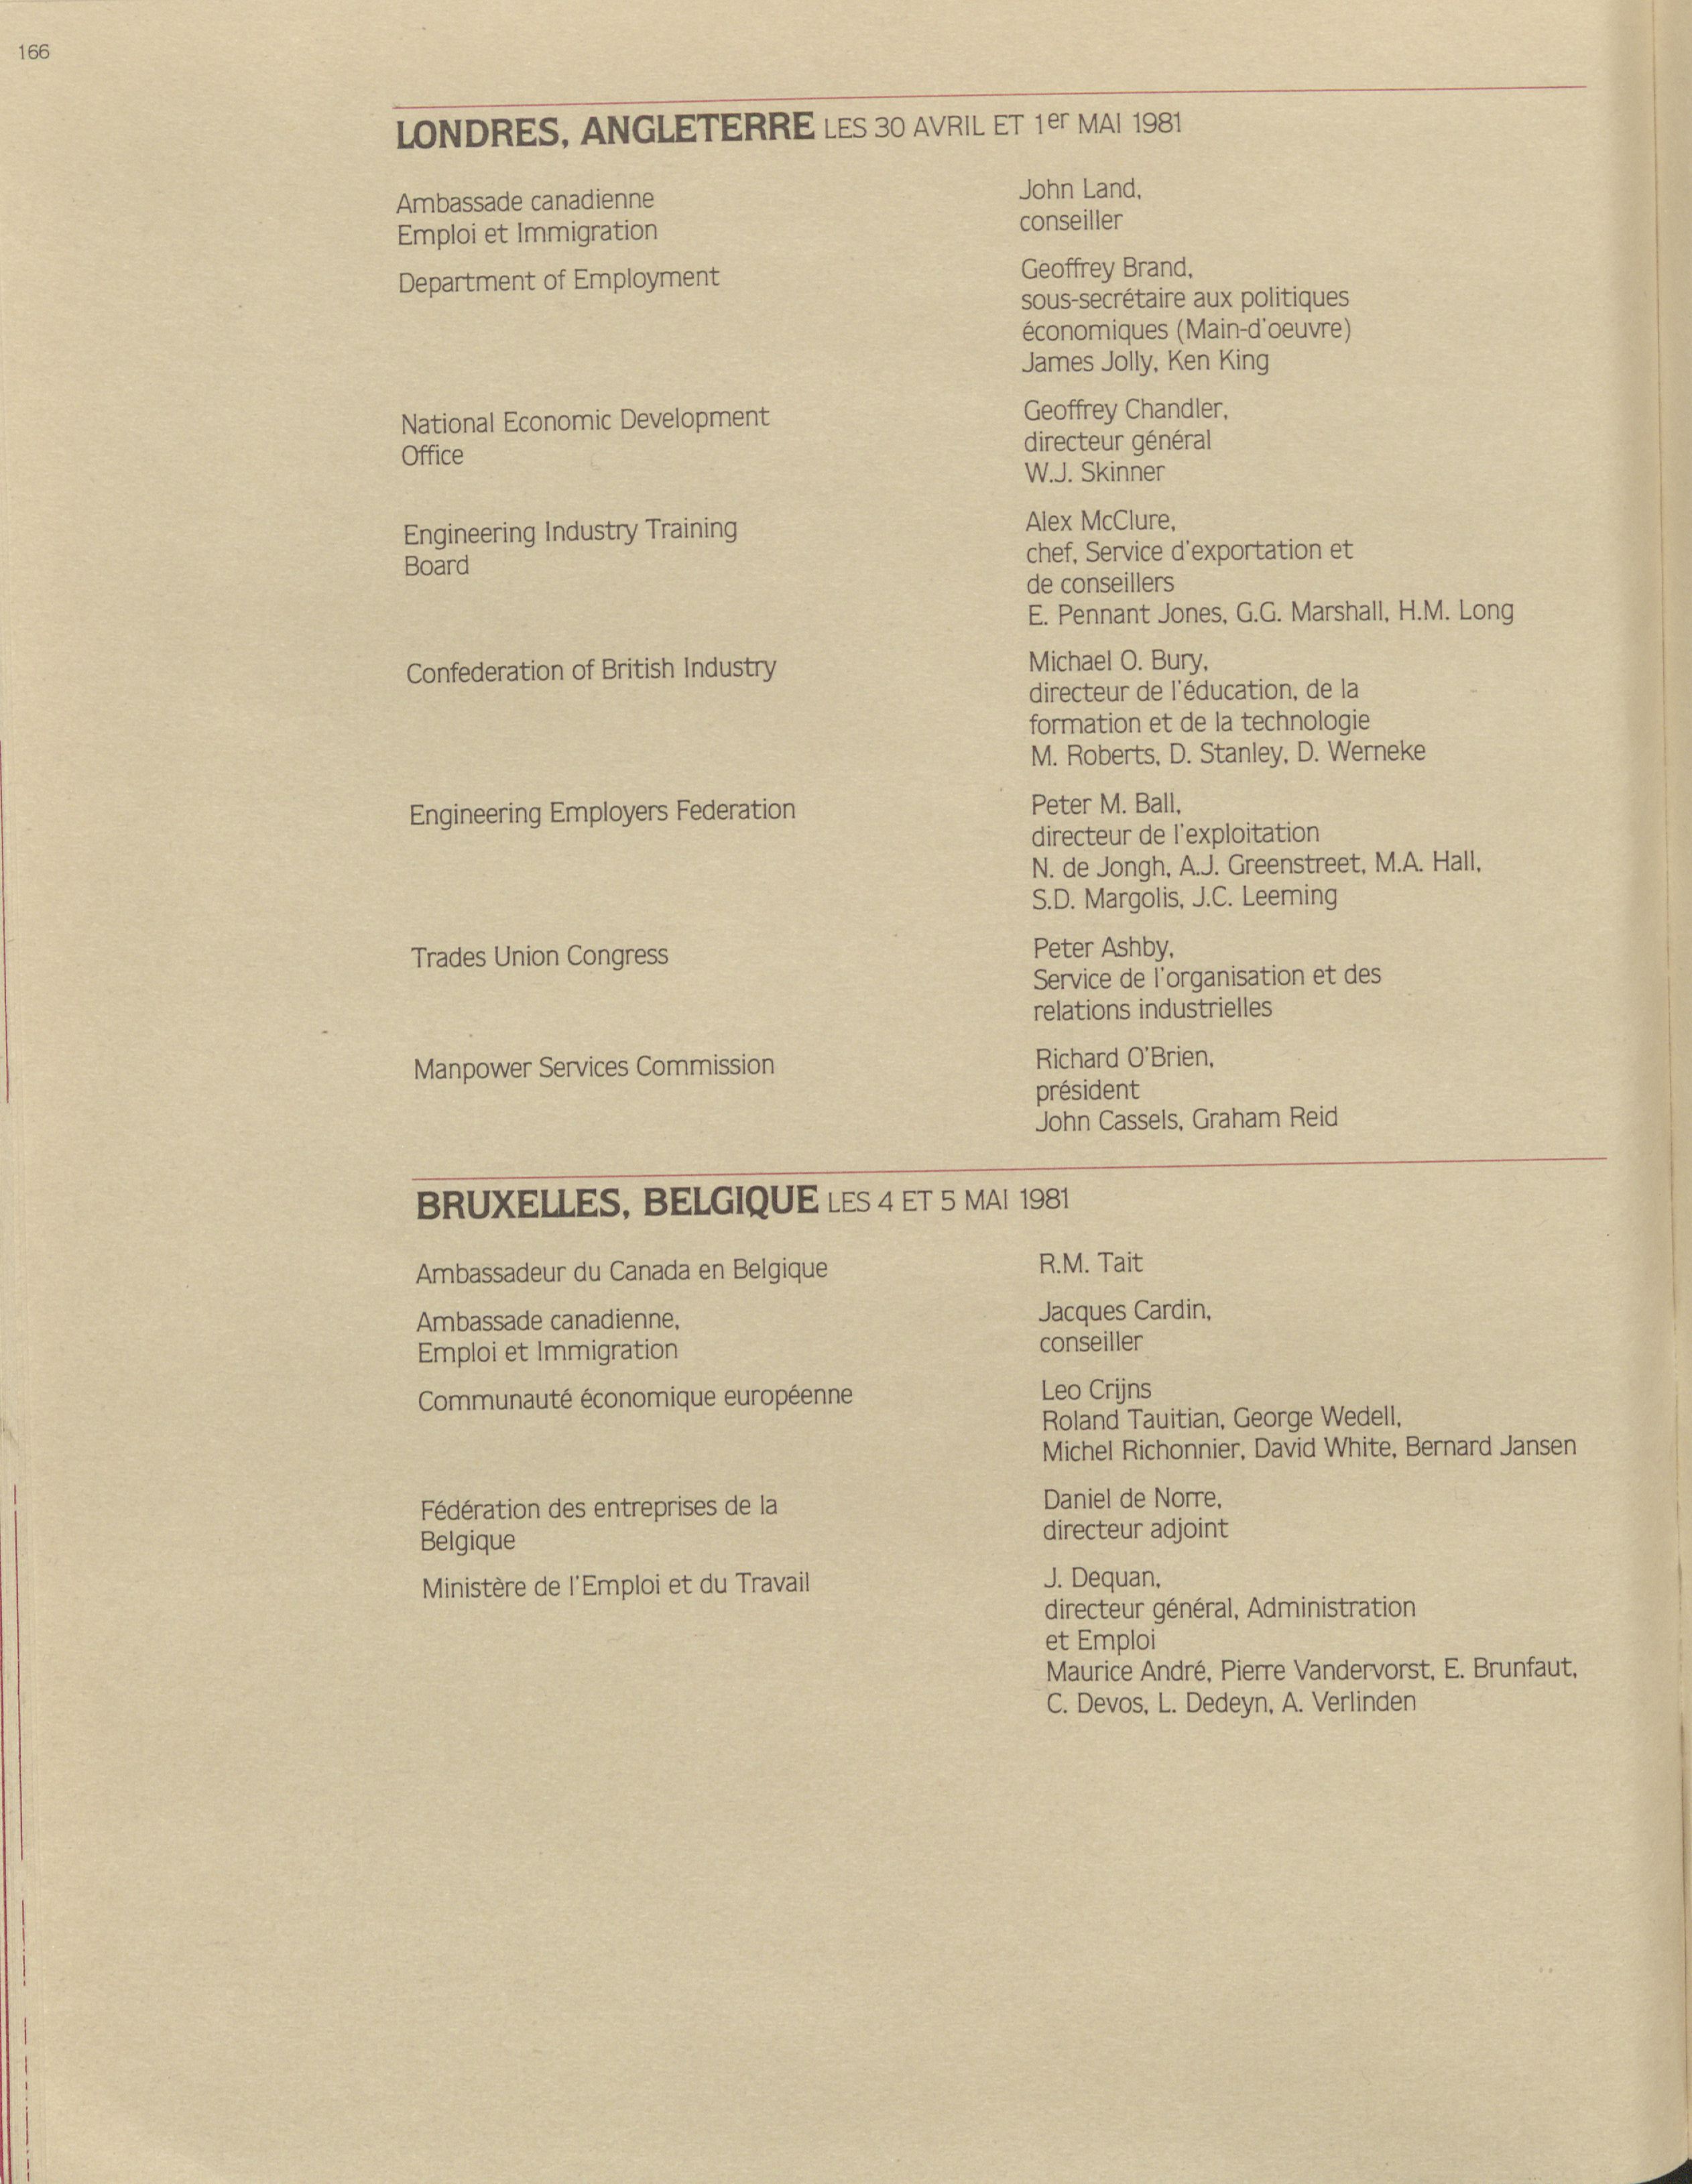 166
LONDRES, ANGLETERRE LES 30 AVRIL ET 1er MAI 1981
Ambassade canadienne
Emploi et Immigration
John Land,
conseiller
Department of Employment
Geoffrey Brand,
sous-secrétaire aux politiques
économiques (Main-d'oeuvre)
James Jolly, Ken King
National Economic Development
Office
Geoffrey Chandler,
directeur général
W.J. Skinner
Engineering Industry Training
Board
Alex McClure,
chef, Service d'exportation et
de conseillers
E. Pennant Jones, G.G. Marshall, H.M. Long
Confederation of British Industry
Michael O. Bury,
directeur de l'éducation, de la
formation et de la technologie
M. Roberts, D. Stanley, D. Werneke
Engineering Employers Federation
Peter M. Ball,
directeur de l'exploitation
N. de Jongh, A.J. Greenstreet, M.A. Hall,
S.D. Margolis, J.C. Leeming
Trades Union Congress
Peter Ashby,
Service de l'organisation et des
relations industrielles
Manpower Services Commission
Richard O'Brien,
président
John Cassels, Graham Reid
BRUXELLES, BELGIQUE LES 4 ET 5 MAI 1981
Ambassadeur du Canada en Belgique
R.M. Tait
Ambassade canadienne,
Emploi et Immigration
Jacques Cardin,
conseiller
Communauté économique européenne
Leo Crijns
Roland Tauitian, George Wedell,
Michel Richonnier, David White, Bernard Jansen
Fédération des entreprises de la
Belgique
Daniel de Norre,
directeur adjoint
Ministère de l'Emploi et du Travail
J. Dequan,
directeur général, Administration
et Emploi
Maurice André, Pierre Vandervorst, E. Brunfaut,
C. Devos, L. Dedeyn, A. Verlinden